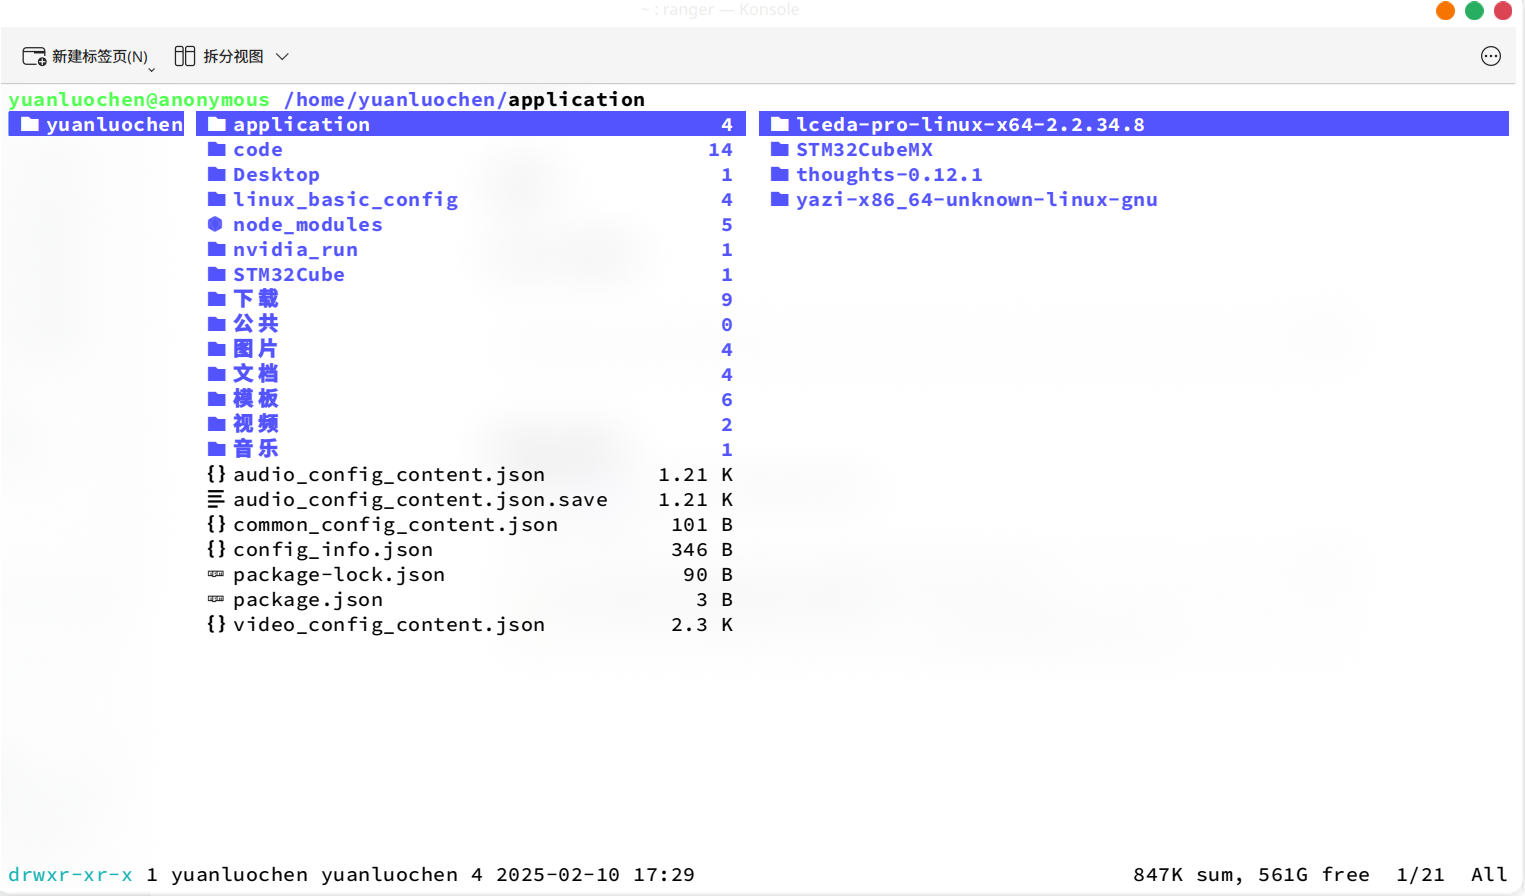 ~ : ranger — Konsole
新建标签页(N) 拆分视图
yuanluochen@anonymous /home/yuanluochen/application
yuanluochen application 4 lceda-pro-linux-x64-2.2.34.8
code 14 STM32CubeMX
Desktop 1 thoughts-0.12.1
linux_basic_config 4 yazi-x86_64-unknown-linux-gnu
node_modules 5
nvidia_run 1
STM32Cube 1
下载 9
公共 0
图片 4
文档 4
模板 6
视频 2
音乐 1
{} audio_config_content.json 1.21 K
audio_config_content.json.save 1.21 K
{} common_config_content.json 101 B
{} config_info.json 346 B
package-lock.json 90 B
package.json 3 B
{} video_config_content.json 2.3 K
drwxr-xr-x 1 yuanluochen yuanluochen 4 2025-02-10 17:29 847K sum, 561G free 1/21 All